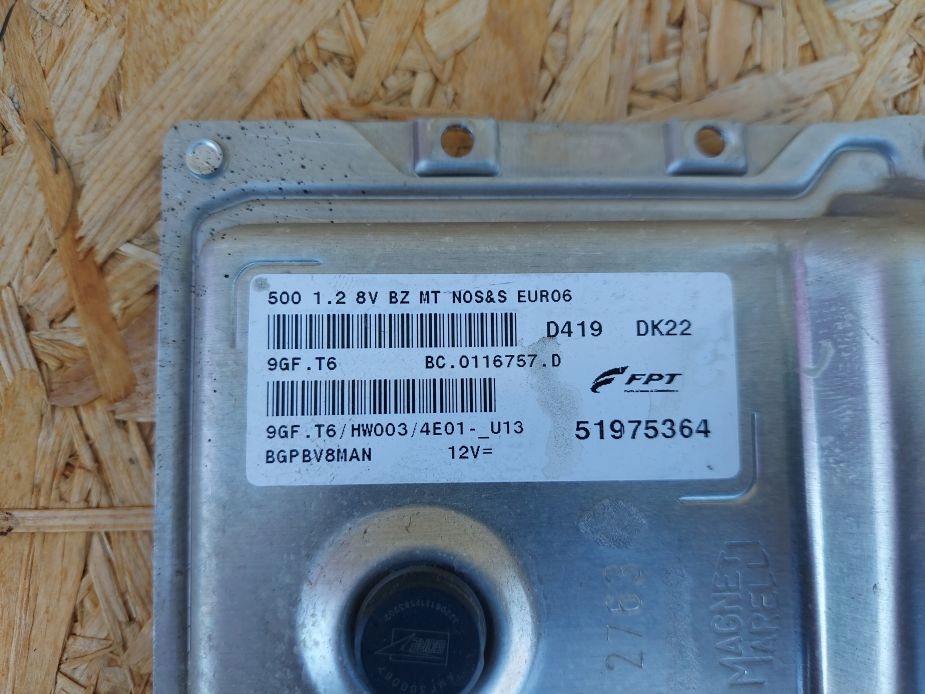 500 1.2 8V BZ MT NOS&S EURO6
D419 DK22
9GF.T6 BC.0116757.D
FPT
9GF.T6/HW003/4E01-_U13
51975364
BGPBV8MAN 12V=
2763
MAGNETI
MARELLI